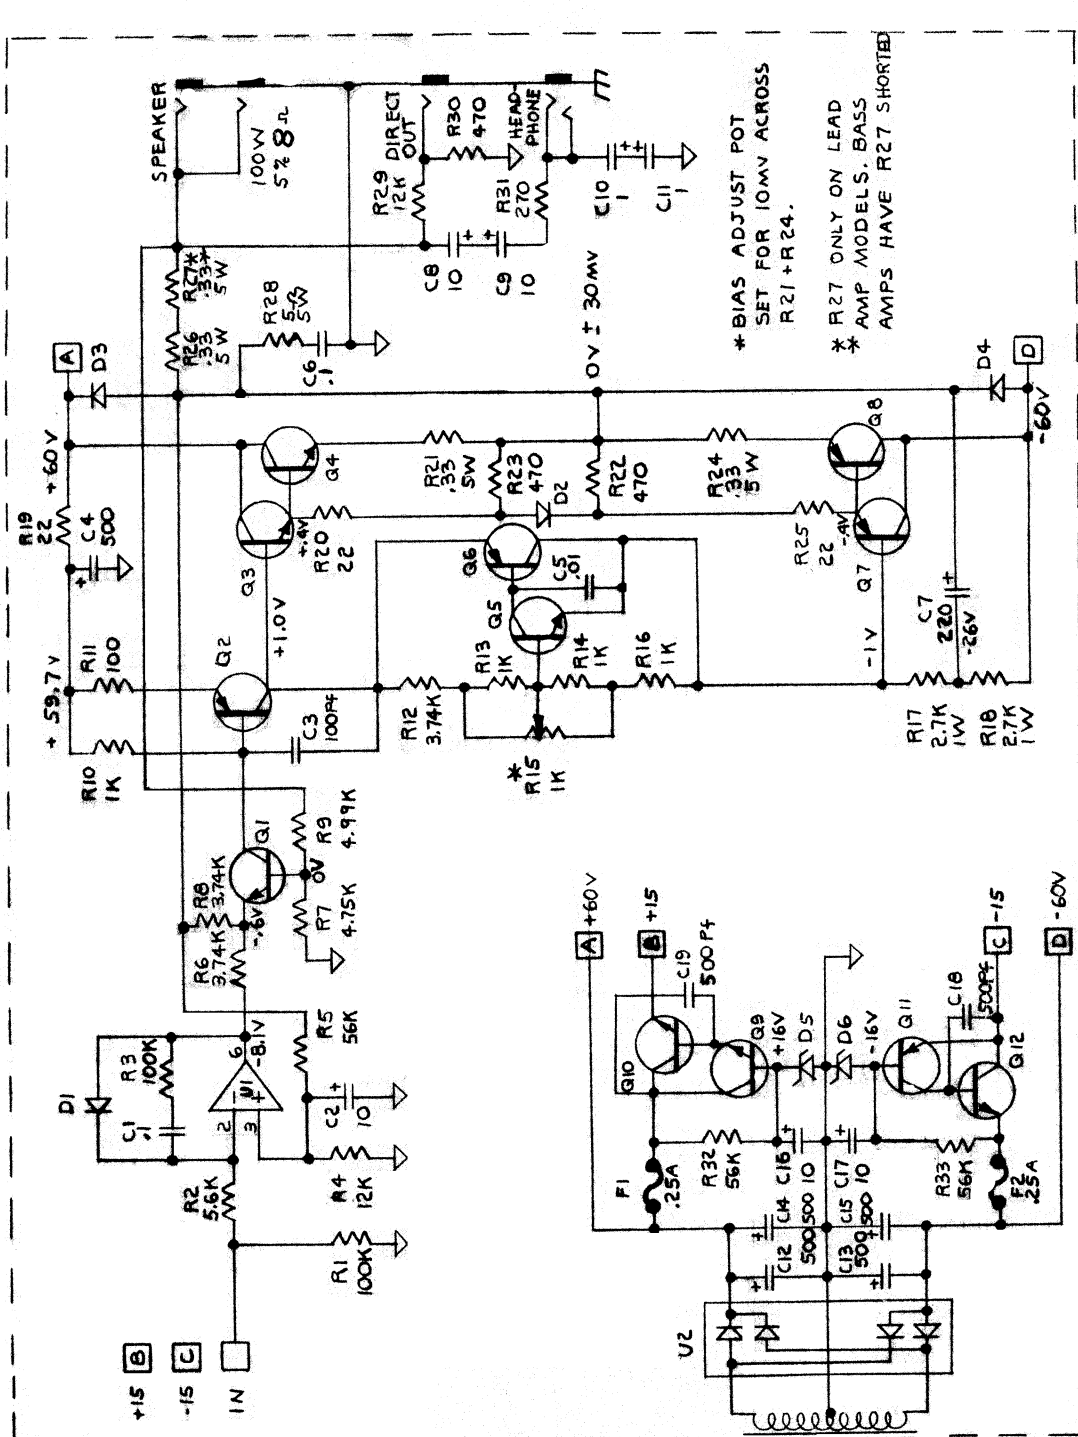 SPEAKER
100W
5% 8Ω
DIRECT
OUT
R29
12K
R30
470
HEAD-
PHONE
R31
270
C10
1
C11
1
C8
10
C9
10
R27**
.33
5W
R26
.33
5W
R28
5W
C6
.1
0V ± 30MV
*BIAS ADJUST POT
SET FOR 10MV ACROSS
R21 + R24.
* R27 ONLY ON LEAD
* AMP MODELS. BASS
AMPS HAVE R27 SHORTED
A
D3
+60V
R19
22
C4
500
+
+59.7V
R11
100
R10
1K
Q2
Q3
Q4
+.4V
R20
22
+1.0V
C3
100Pf
R21
.33
5W
R23
470
D2
R22
470
R24
.33
5W
Q8
D4
D
-60V
Q6
Q5
C5
.01
R25
22
-.4V
Q7
C7
220
-26V
+
R12
3.74K
R13
1K
R14
1K
R16
1K
*
R15
1K
-1V
R17
2.7K
1W
R18
2.7K
1W
R8
3.74K
R6
3.74K
-.6V
Q1
0V
R9
4.99K
R7
4.75K
D1
R3
100K
C1
.1
2
3
6
U1
-8.1V
R5
56K
C2
10
+
R2
5.6K
R4
12K
R1
100K
+15 B
-15 C
IN
A +60V
B +15
C19
500Pf
Q10
Q9
+16V
D5
D6
-16V
Q11
C18
500Pf
Q12
C -15
D -60V
F1
.25A
R32
56K
C16
10
C17
10
R33
56K
F2
.25A
C14
500
C15
500
C12
500
C13
500
U2